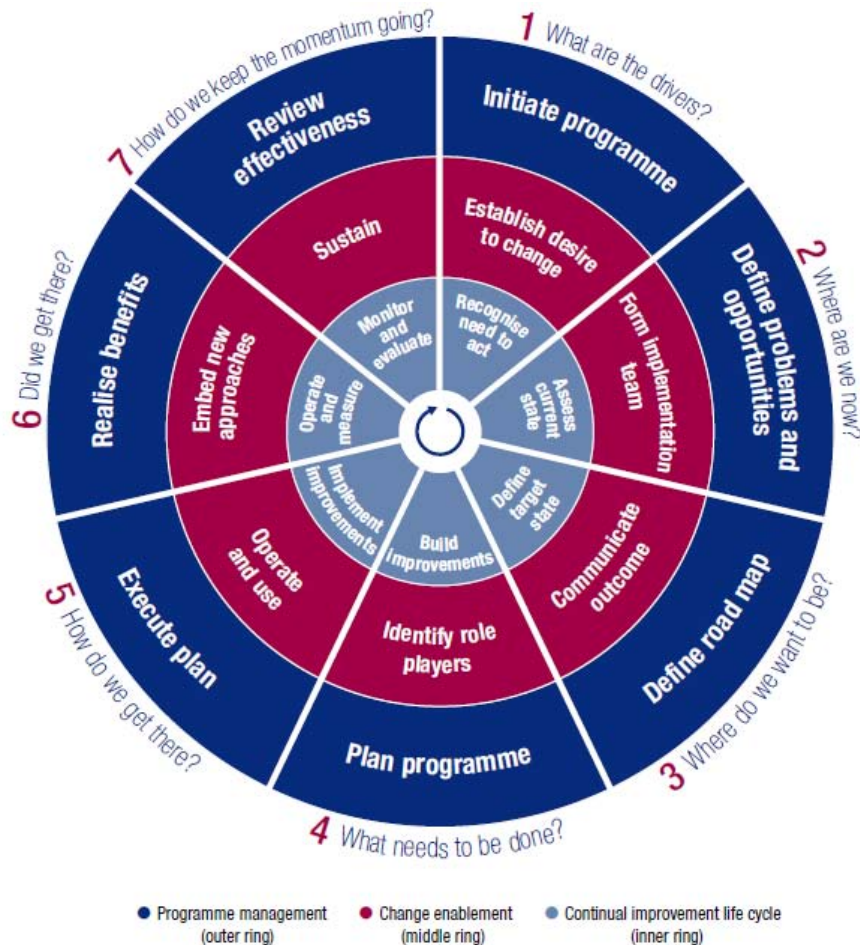 1 What are the drivers?
Initiate programme
Establish desire
to change
Recognise
need to
act
2 Where are we now?
Define problems and
opportunities
Form implementation
team
Assess
current
state
3 Where do we want to be?
Define road map
Communicate
outcome
Define
target
state
4 What needs to be done?
Plan programme
Identify role
players
Build
improvements
5 How do we get there?
Execute plan
Operate
and use
Implement
improvements
6 Did we get there?
Realise benefits
Embed new
approaches
Operate
and
measure
7 How do we keep the momentum going?
Review
effectiveness
Sustain
Monitor
and
evaluate
Programme management
(outer ring)
Change enablement
(middle ring)
Continual improvement life cycle
(inner ring)